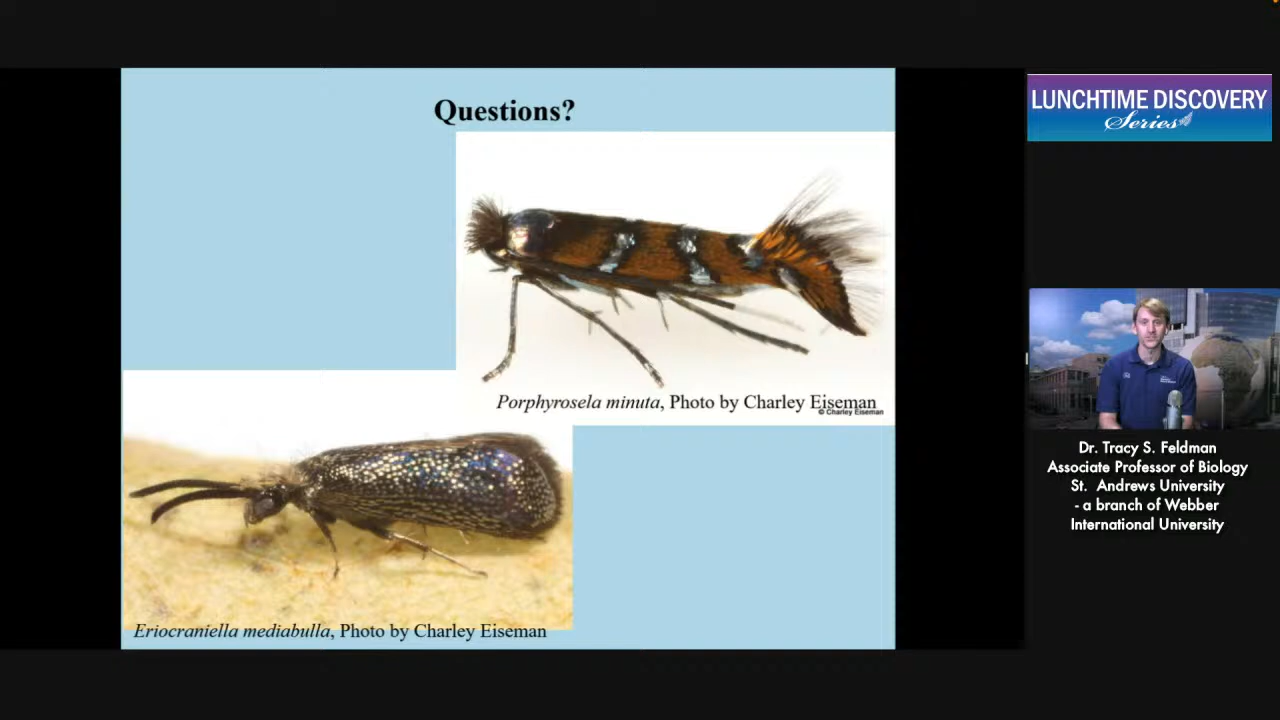 Questions?
LUNCHTIME DISCOVERY
Series
Porphyrosela minuta, Photo by Charley Eiseman
© Charley Eiseman
Eriocraniella mediabulla, Photo by Charley Eiseman
Dr. Tracy S. Feldman
Associate Professor of Biology
St. Andrews University
- a branch of Webber
International University